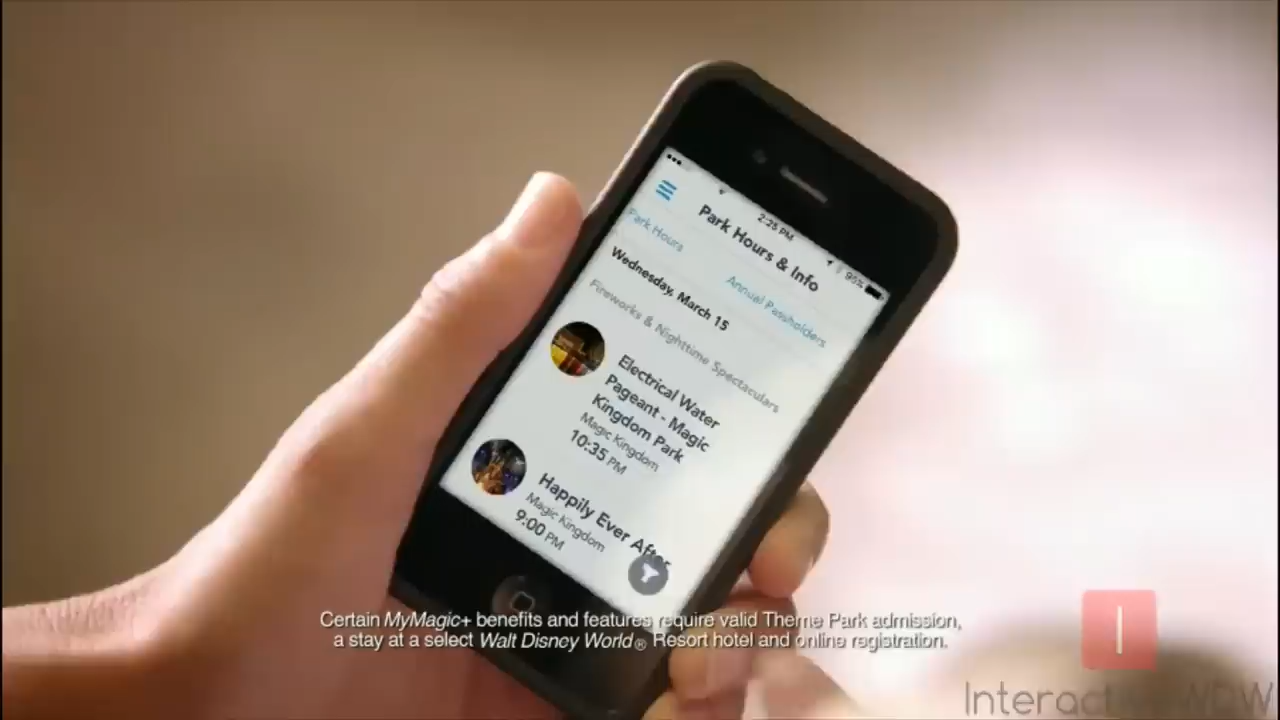 2:25 PM
95%
Park Hours & Info
Park Hours
Annual Passholders
Wednesday, March 15
Fireworks & Nighttime Spectaculars
Electrical Water
Pageant - Magic
Kingdom Park
Magic Kingdom
10:35 PM
Happily Ever After
Magic Kingdom
9:00 PM
Certain MyMagic+ benefits and features require valid Theme Park admission,
a stay at a select Walt Disney World® Resort hotel and online registration.
I
InteractiveWDW